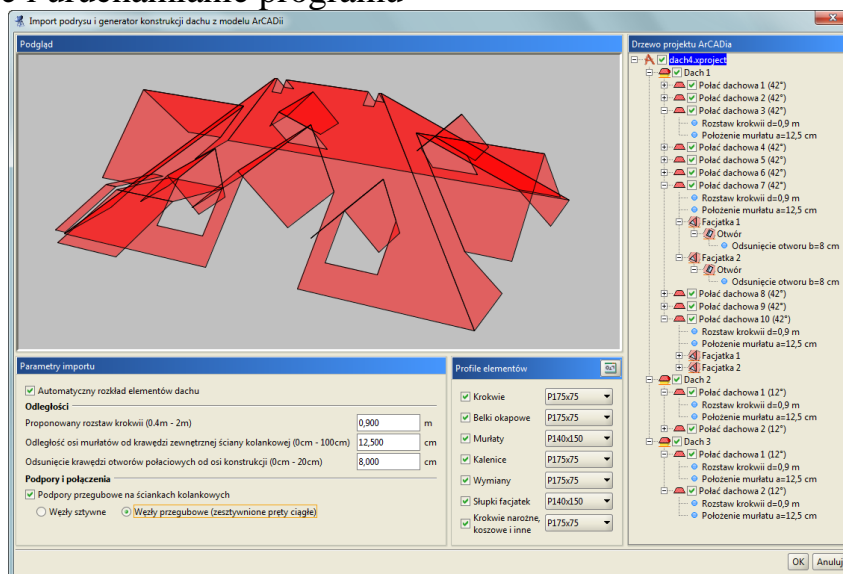 i uruchamianie programu
Import podrysu i generator konstrukcji dachu z modelu ArCADii
Podgląd
Parametry importu
Automatyczny rozkład elementów dachu
Odległości
Proponowany rozstaw krokwii (0.4m - 2m) 0,900 m
Odległość osi murłatów od krawędzi zewnętrznej ściany kolankowej (0cm - 100cm) 12,500 cm
Odsunięcie krawędzi otworów połaciowych od osi konstrukcji (0cm - 20cm) 8,000 cm
Podpory i połączenia
Podpory przegubowe na ściankach kolankowych
Węzły sztywne Węzły przegubowe (zesztywnione pręty ciągłe)
Profile elementów
Krokwie P175x75
Belki okapowe P175x75
Murłaty P140x150
Kalenice P175x75
Wymiany P175x75
Słupki facjatek P140x150
Krokwie narożne, koszowe i inne P175x75
Drzewo projektu ArCADia
dach4.xproject
Dach 1
Połać dachowa 1 (42°)
Połać dachowa 2 (42°)
Połać dachowa 3 (42°)
Rozstaw krokwii d=0,9 m
Położenie murłatu a=12,5 cm
Połać dachowa 4 (42°)
Połać dachowa 5 (42°)
Połać dachowa 6 (42°)
Połać dachowa 7 (42°)
Rozstaw krokwii d=0,9 m
Położenie murłatu a=12,5 cm
Facjatka 1
Otwór
Odsunięcie otworu b=8 cm
Facjatka 2
Otwór
Odsunięcie otworu b=8 cm
Połać dachowa 8 (42°)
Połać dachowa 9 (42°)
Połać dachowa 10 (42°)
Rozstaw krokwii d=0,9 m
Położenie murłatu a=12,5 cm
Facjatka 1
Facjatka 2
Dach 2
Połać dachowa 1 (12°)
Rozstaw krokwii d=0,9 m
Położenie murłatu a=12,5 cm
Połać dachowa 2 (12°)
Dach 3
Połać dachowa 1 (12°)
Rozstaw krokwii d=0,9 m
Położenie murłatu a=12,5 cm
Połać dachowa 2 (12°)
Rozstaw krokwii d=0,9 m
Położenie murłatu a=12,5 cm
OK Anuluj